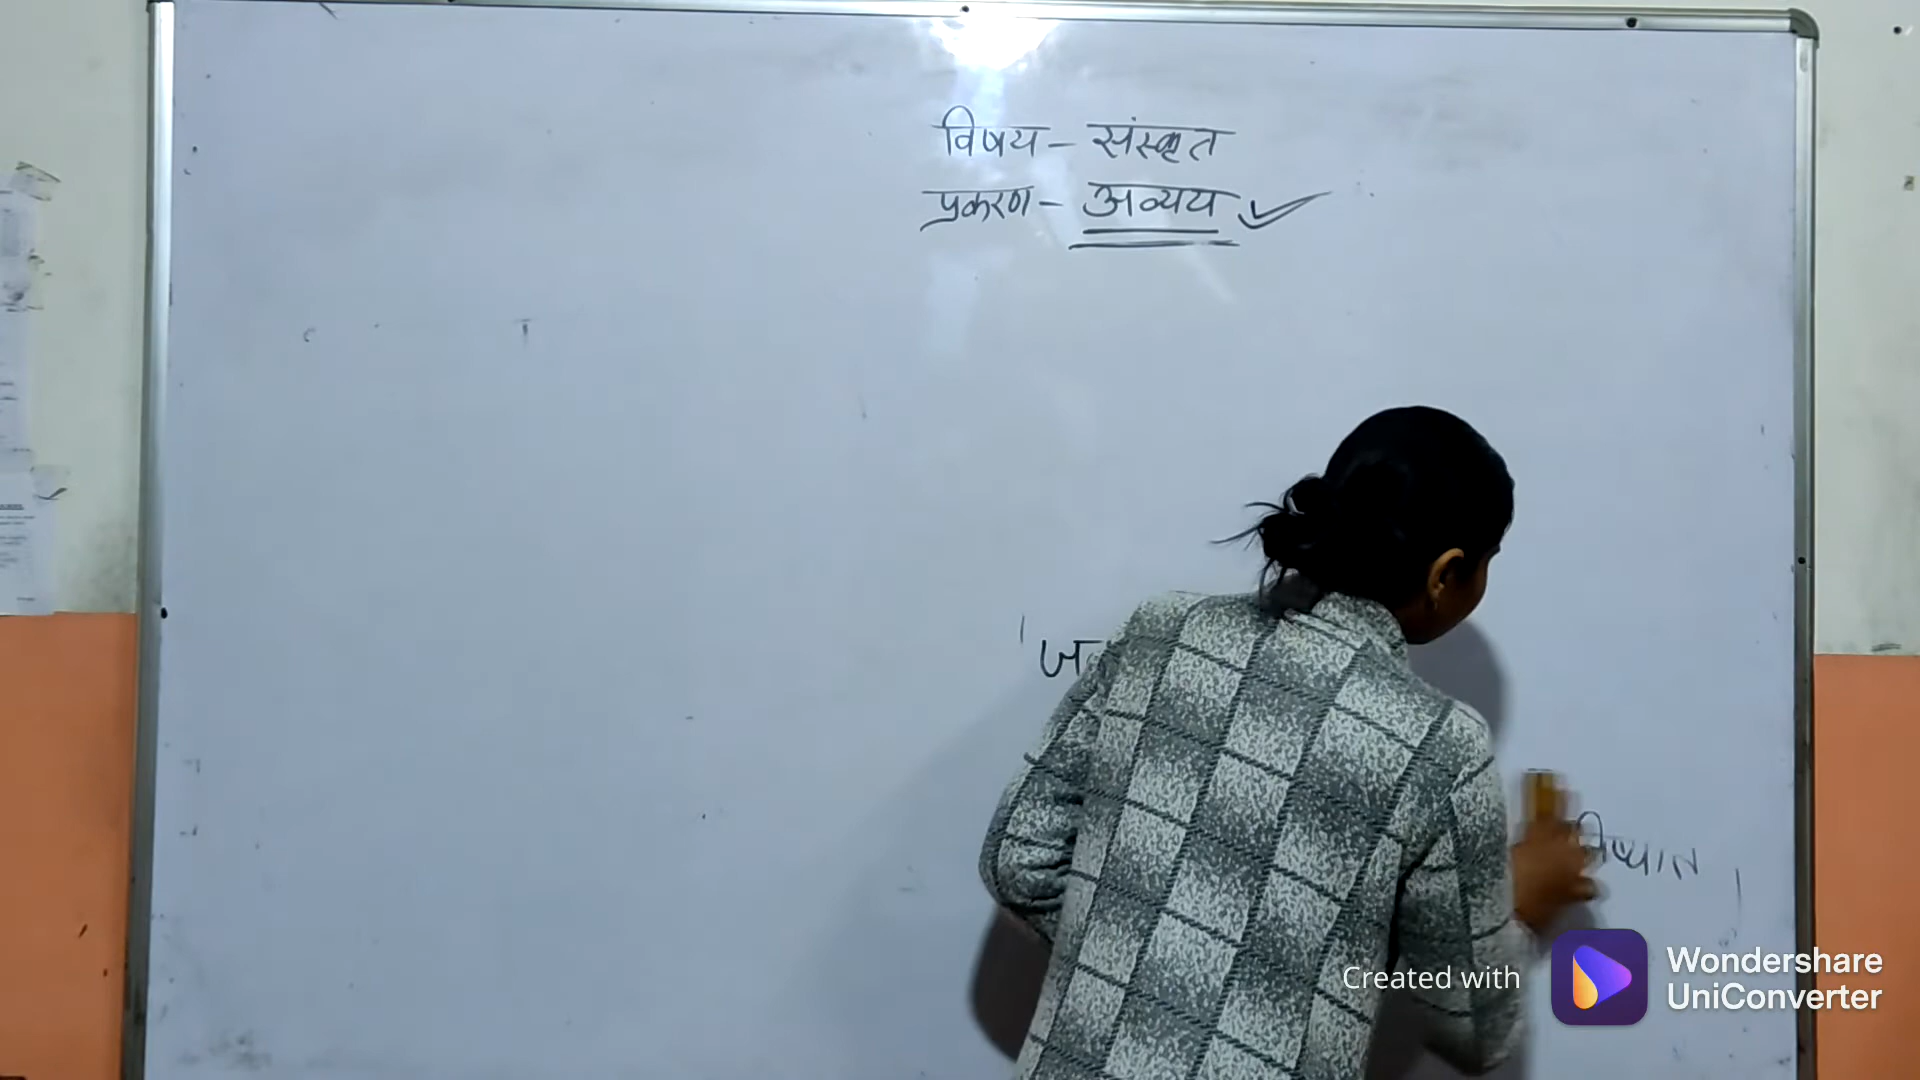 विषय - संस्कृत
प्रकरण - अव्यय ✓
Created with
Wondershare
UniConverter